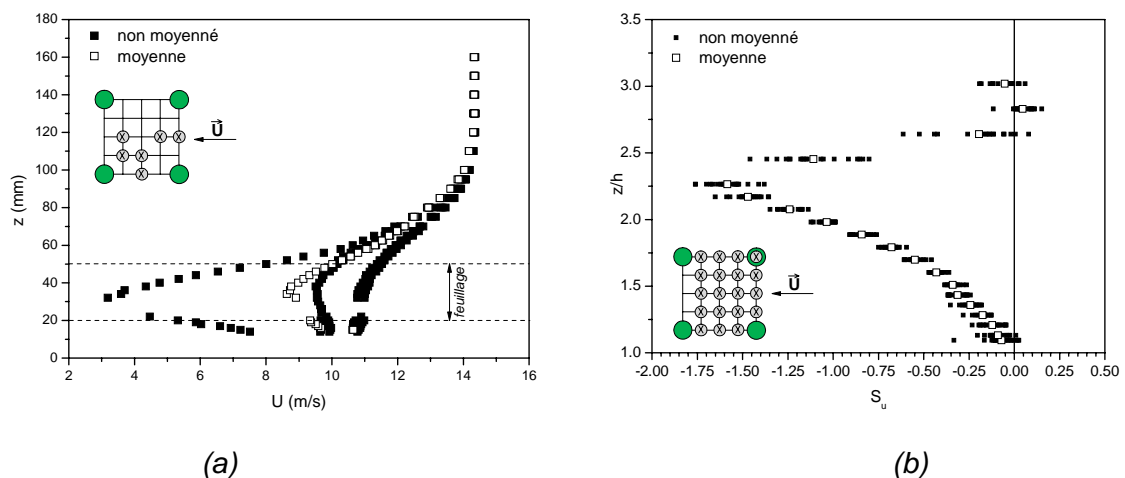 180
160
140
120
100
80
60
40
20
0
z (mm)
2 4 6 8 10 12 14 16
U (m/s)
non moyenné
moyenne
X X X
U
X X
X
feuillage
(a)
3.5
3.0
2.5
2.0
1.5
1.0
z/h
-2.00 -1.75 -1.50 -1.25 -1.00 -0.75 -0.50 -0.25 0.00 0.25 0.50
S_u
non moyenné
moyenne
X X X X
X X X X
X X X X
U
X X X X
X X X X
(b)